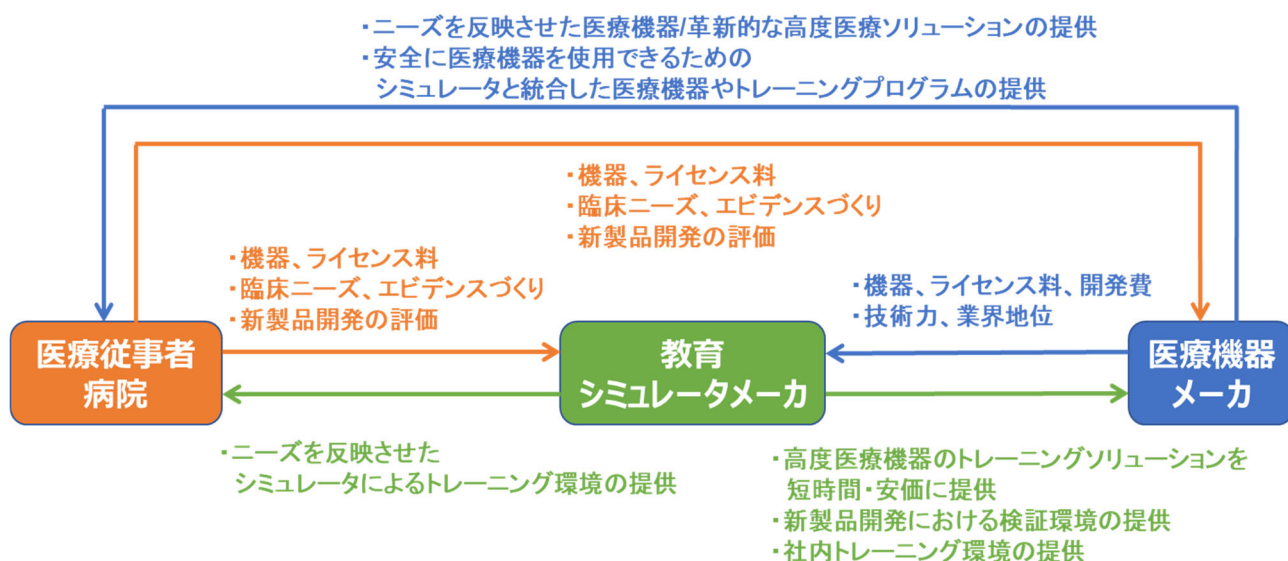 ・ニーズを反映させた医療機器/革新的な高度医療ソリューションの提供
・安全に医療機器を使用できるための
シミュレータと統合した医療機器やトレーニングプログラムの提供
・機器、ライセンス料
・臨床ニーズ、エビデンスづくり
・新製品開発の評価
・機器、ライセンス料
・臨床ニーズ、エビデンスづくり
・新製品開発の評価
・機器、ライセンス料、開発費
・技術力、業界地位
医療従事者
病院
教育
シミュレータメーカ
医療機器
メーカ
・ニーズを反映させた
シミュレータによるトレーニング環境の提供
・高度医療機器のトレーニングソリューションを
短時間・安価に提供
・新製品開発における検証環境の提供
・社内トレーニング環境の提供